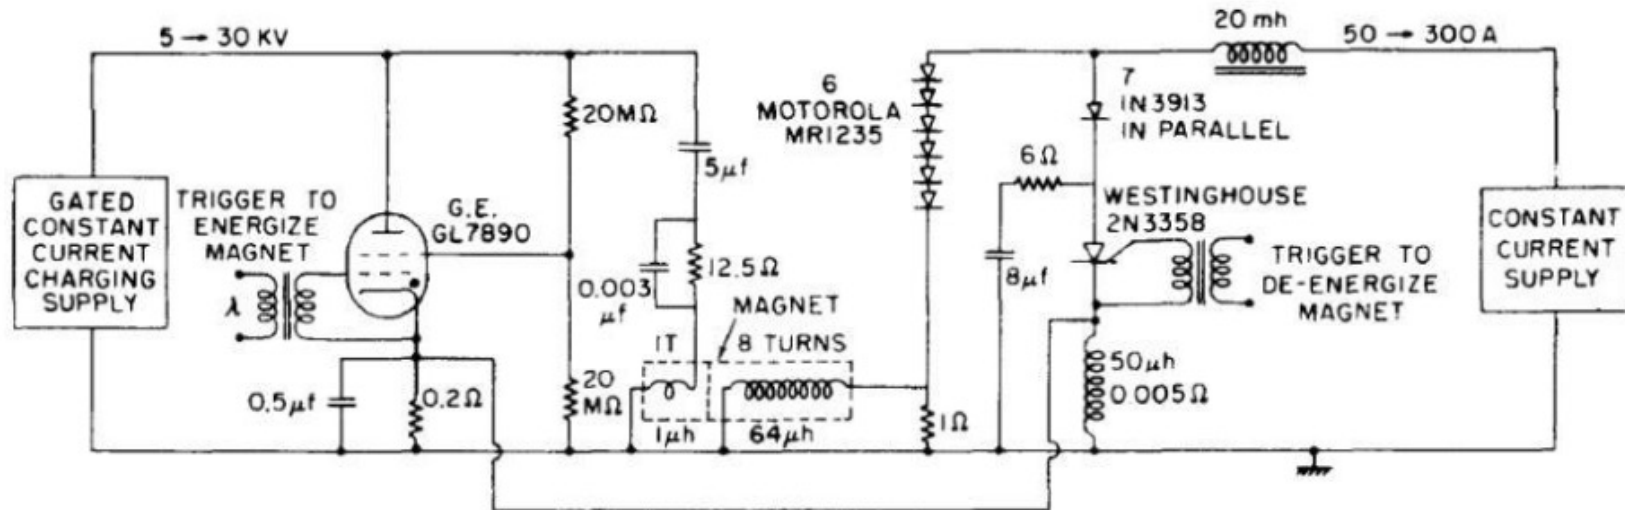 5 → 30 KV
20 mh
50 → 300 A
6
MOTOROLA
MR1235
7
1N3913
IN PARALLEL
20MΩ
5μf
6Ω
GATED
CONSTANT
CURRENT
CHARGING
SUPPLY
TRIGGER TO
ENERGIZE
MAGNET
G.E.
GL7890
WESTINGHOUSE
2N3358
CONSTANT
CURRENT
SUPPLY
12.5Ω
0.003
μf
8μf
TRIGGER TO
DE-ENERGIZE
MAGNET
λ
MAGNET
1T
8 TURNS
0.5μf
0.2Ω
20
MΩ
1μh
64μh
1Ω
50μh
0.005Ω